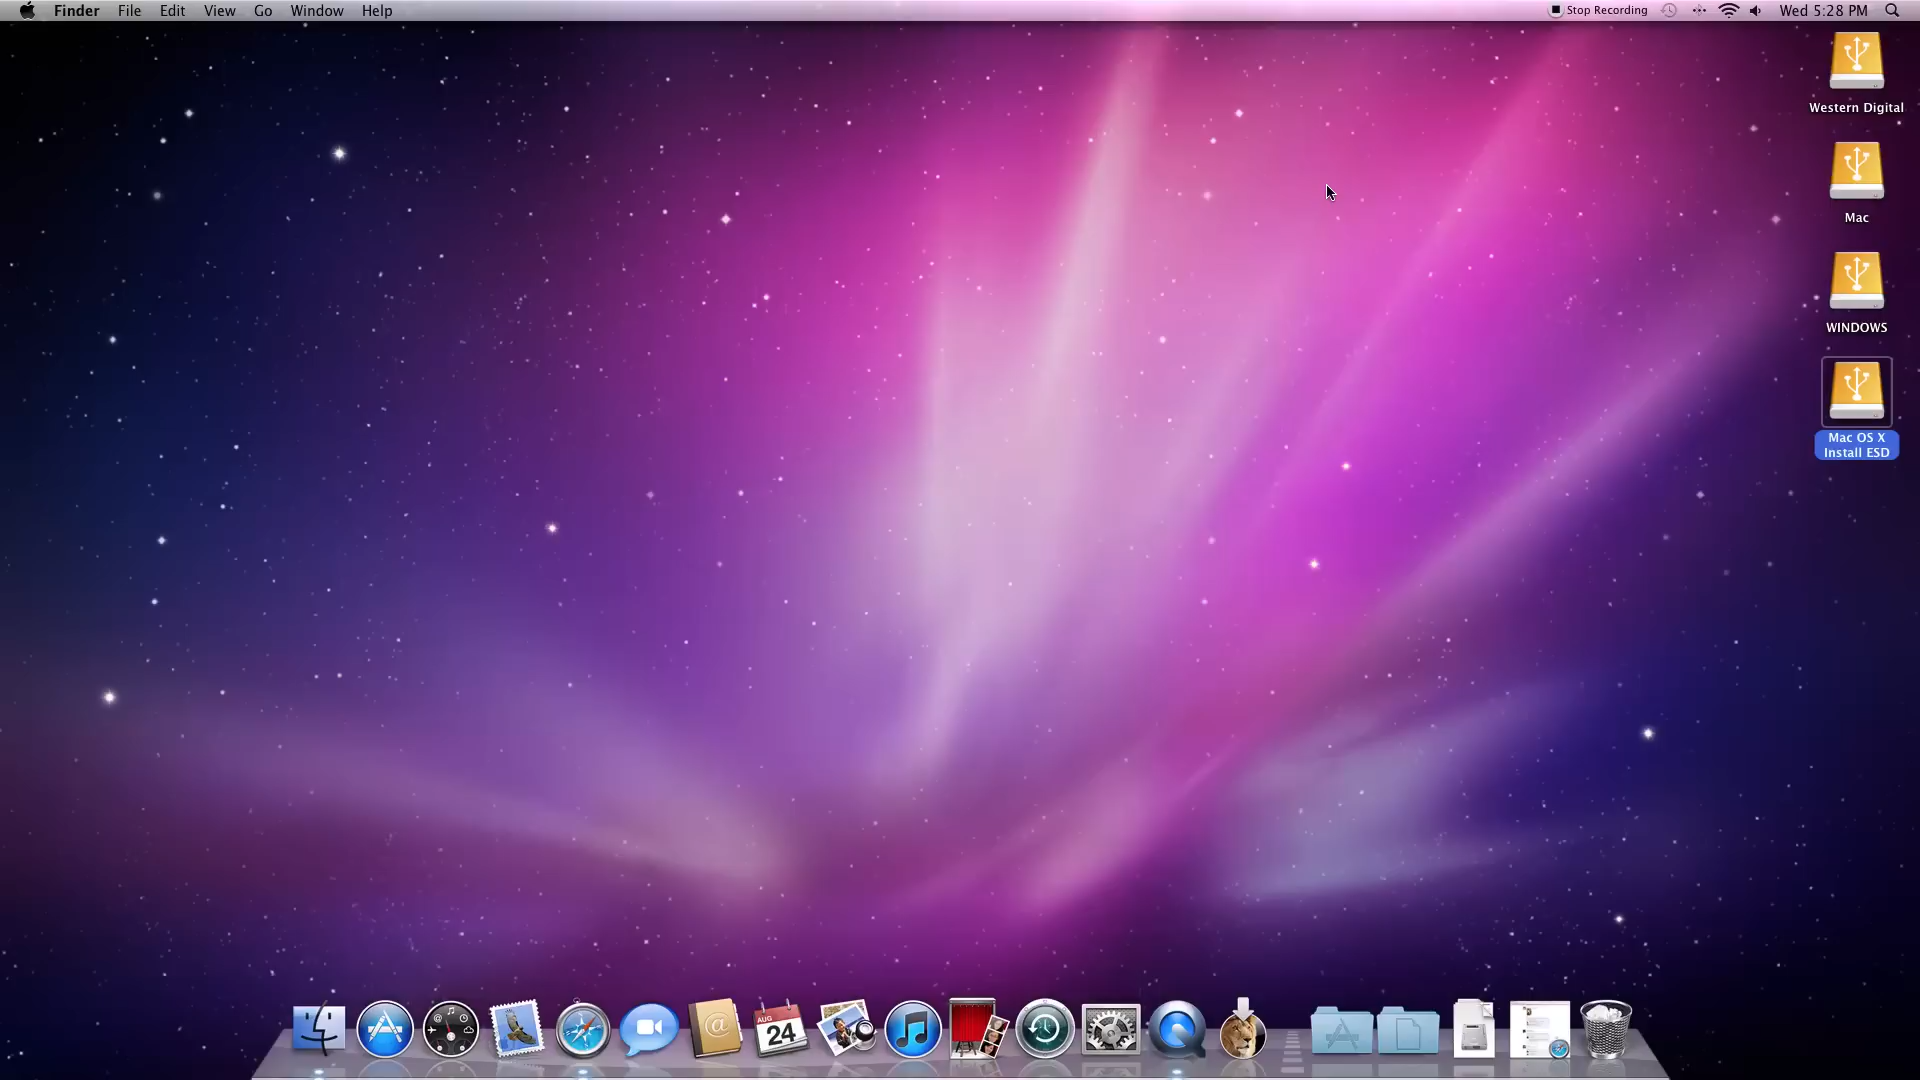 Finder File Edit View Go Window Help Stop Recording Wed 5:28 PM
Western Digital
Mac
WINDOWS
Mac OS X
Install ESD
AUG
24